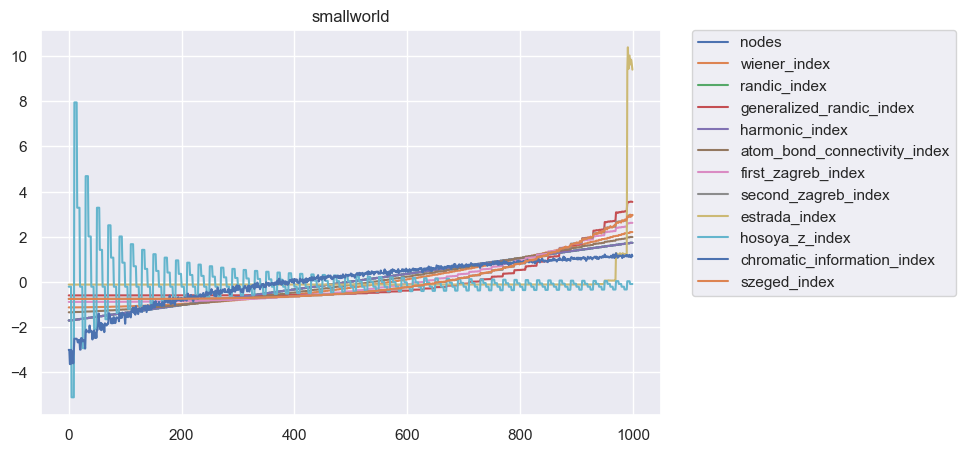 smallworld
10
8
6
4
2
0
−2
−4
0
200
400
600
800
1000
nodes
wiener_index
randic_index
generalized_randic_index
harmonic_index
atom_bond_connectivity_index
first_zagreb_index
second_zagreb_index
estrada_index
hosoya_z_index
chromatic_information_index
szeged_index